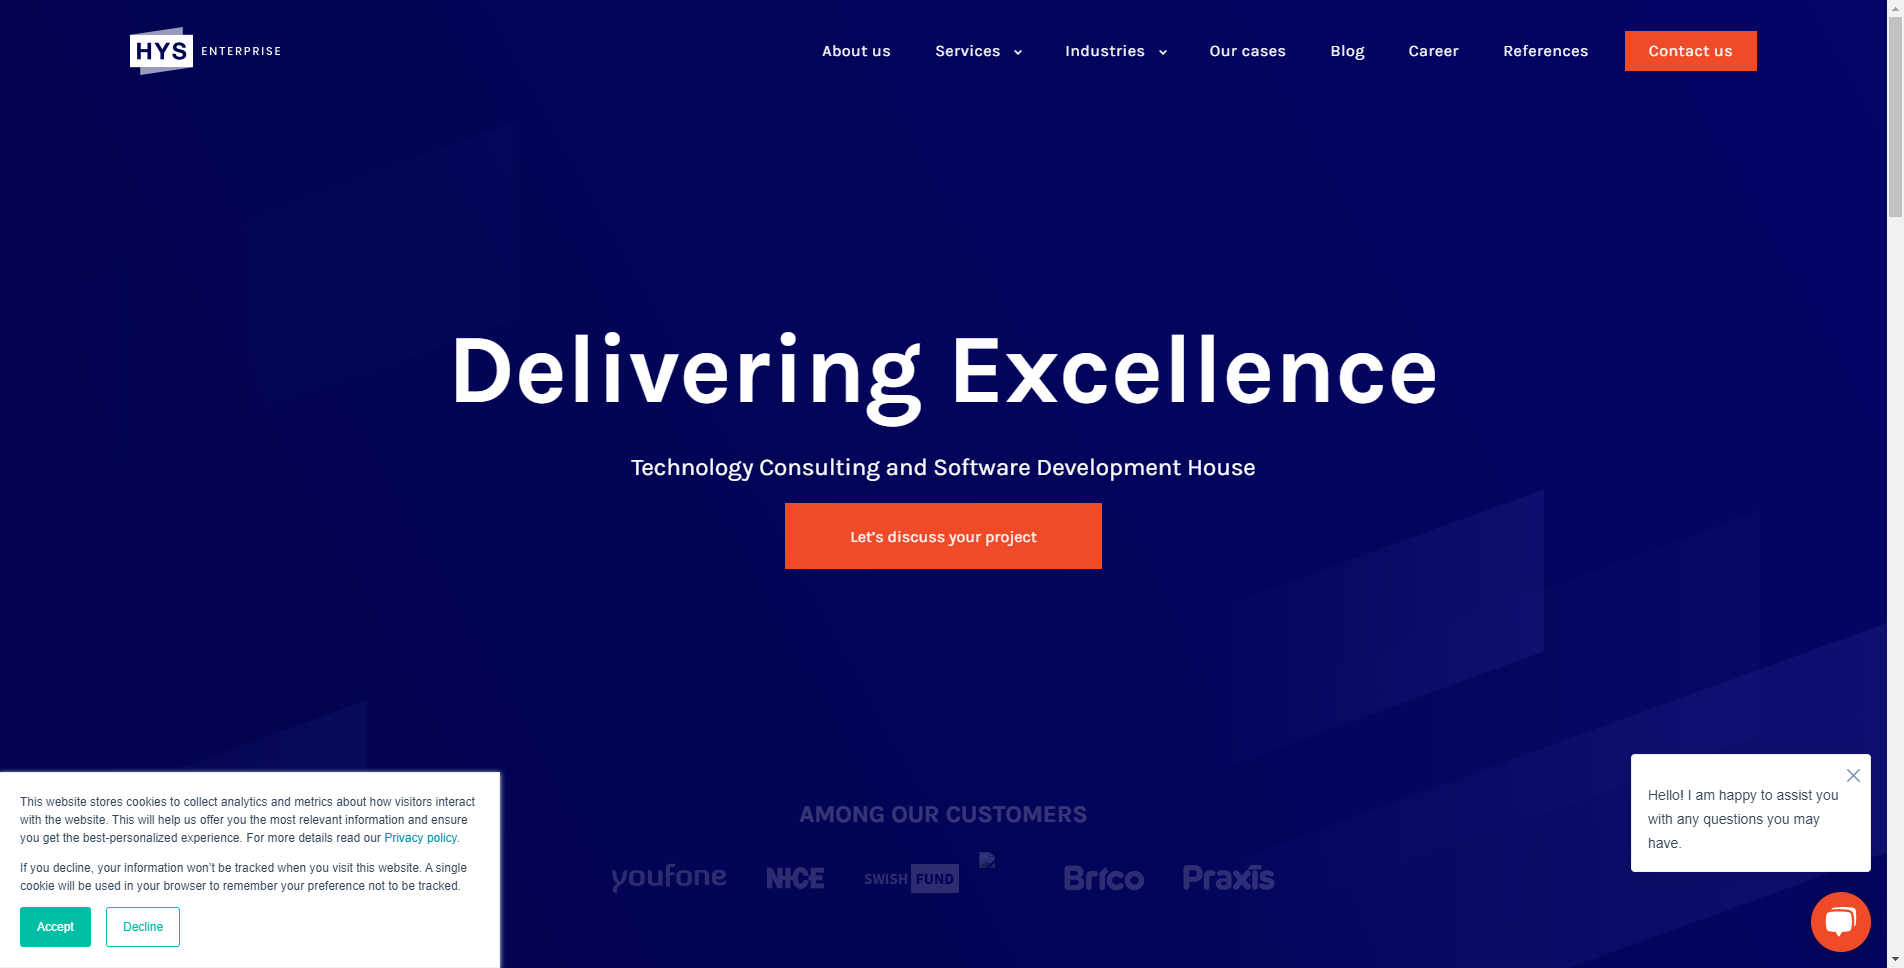 HYS ENTERPRISE
About us Services Industries Our cases Blog Career References Contact us
Delivering Excellence
Technology Consulting and Software Development House
Let's discuss your project
AMONG OUR CUSTOMERS
youfone NICE SWISH FUND Brico Praxis
This website stores cookies to collect analytics and metrics about how visitors interact
with the website. This will help us offer you the most relevant information and ensure
you get the best-personalized experience. For more details read our Privacy policy.
If you decline, your information won't be tracked when you visit this website. A single
cookie will be used in your browser to remember your preference not to be tracked.
Accept Decline
Hello! I am happy to assist you
with any questions you may
have.